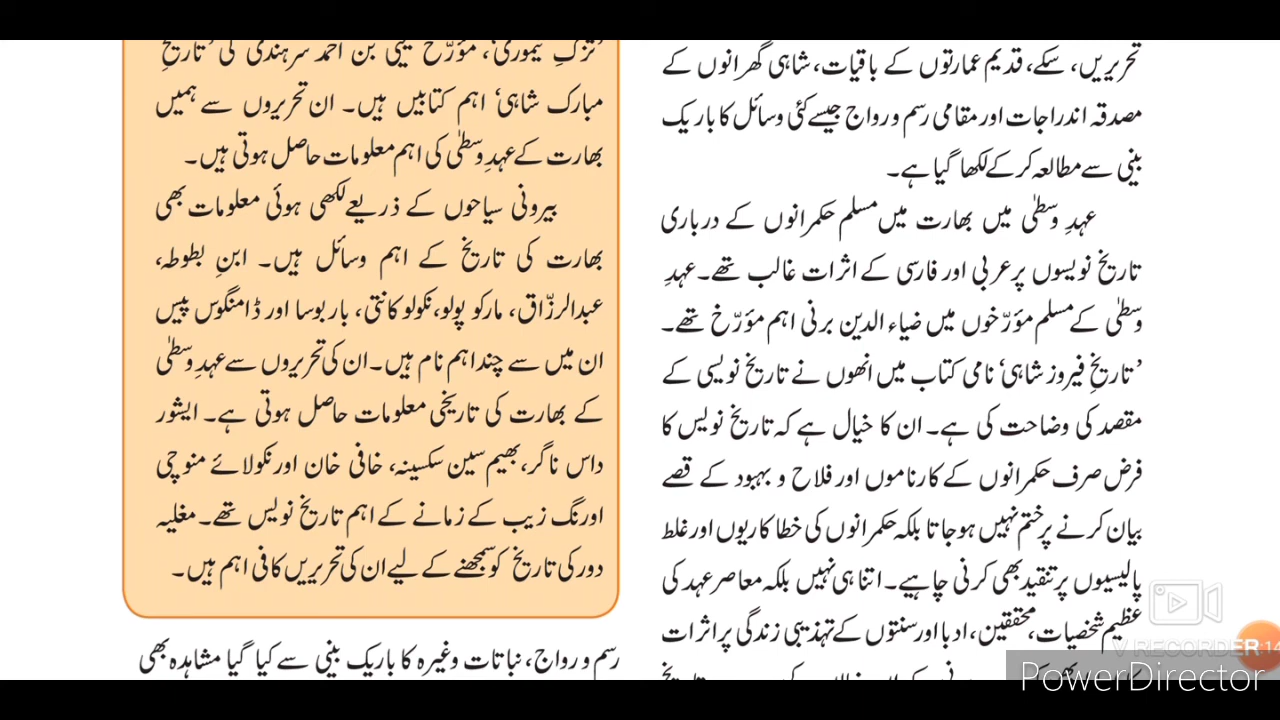 تحریریں، سکے، قدیم عمارتوں کے باقیات، شاہی گھرانوں کے
مصدقہ اندراجات اور مقامی رسم و رواج جیسے کئی وسائل کا باریک
بینی سے مطالعہ کرکے لکھا گیا ہے۔
عہدِ وسطیٰ میں بھارت میں مسلم حکمرانوں کے درباری
تاریخ نویسوں پر عربی اور فارسی کے اثرات غالب تھے۔ عہدِ
وسطیٰ کے مسلم مؤرّخوں میں ضیاء الدین برنی اہم مؤرّخ تھے۔
’تاریخِ فیروز شاہی‘ نامی کتاب میں انھوں نے تاریخ نویسی کے
مقصد کی وضاحت کی ہے۔ ان کا خیال ہے کہ تاریخ نویس کا
فرض صرف حکمرانوں کے کارناموں اور فلاح و بہبود کے قصے
بیان کرنے پر ختم نہیں ہوجاتا بلکہ حکمرانوں کی خطا کاریوں اور غلط
پالیسیوں پر تنقید بھی کرنی چاہیے۔ اتنا ہی نہیں بلکہ معاصر عہد کی
عظیم شخصیات، محققین، ادبا اور سنتوں کے تہذیبی زندگی پر اثرات
’تزکِ تیموری‘، مؤرّخ یحییٰ بن احمد سرہندی کی ’تاریخِ
مبارک شاہی‘ اہم کتابیں ہیں۔ ان تحریروں سے ہمیں
بھارت کے عہدِ وسطیٰ کی اہم معلومات حاصل ہوتی ہیں۔
بیرونی سیاحوں کے ذریعے لکھی ہوئی معلومات بھی
بھارت کی تاریخ کے اہم وسائل ہیں۔ ابنِ بطوطہ،
عبدالرزّاق، مارکو پولو، نکولو کانتی، باربوسا اور ڈامنگوس پیس
ان میں سے چند اہم نام ہیں۔ ان کی تحریروں سے عہدِ وسطیٰ
کے بھارت کی تاریخی معلومات حاصل ہوتی ہے۔ ایشور
داس ناگر، بھیم سین سکسینہ، خافی خان اور نکولائے منوچی
اورنگ زیب کے زمانے کے اہم تاریخ نویس تھے۔ مغلیہ
دور کی تاریخ کو سمجھنے کے لیے ان کی تحریریں کافی اہم ہیں۔
رسم و رواج، نباتات وغیرہ کا باریک بینی سے کیا گیا مشاہدہ بھی
V RECORDER
PowerDirector